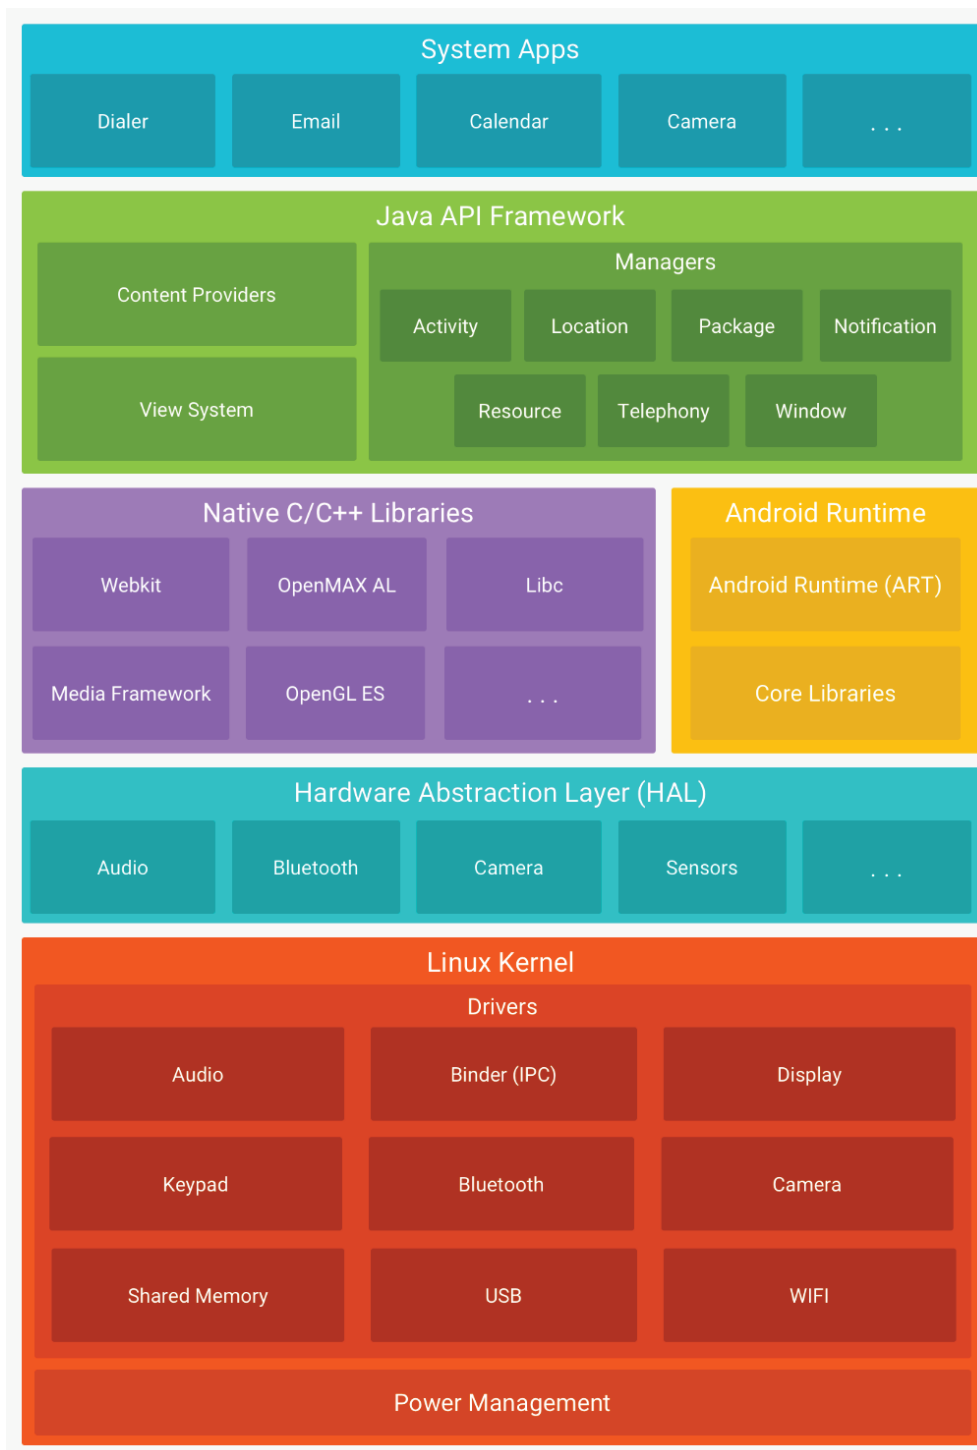 System Apps
Dialer
Email
Calendar
Camera
. . .
Java API Framework
Content Providers
View System
Managers
Activity
Location
Package
Notification
Resource
Telephony
Window
Native C/C++ Libraries
Webkit
OpenMAX AL
Libc
Media Framework
OpenGL ES
. . .
Android Runtime
Android Runtime (ART)
Core Libraries
Hardware Abstraction Layer (HAL)
Audio
Bluetooth
Camera
Sensors
. . .
Linux Kernel
Drivers
Audio
Binder (IPC)
Display
Keypad
Bluetooth
Camera
Shared Memory
USB
WIFI
Power Management